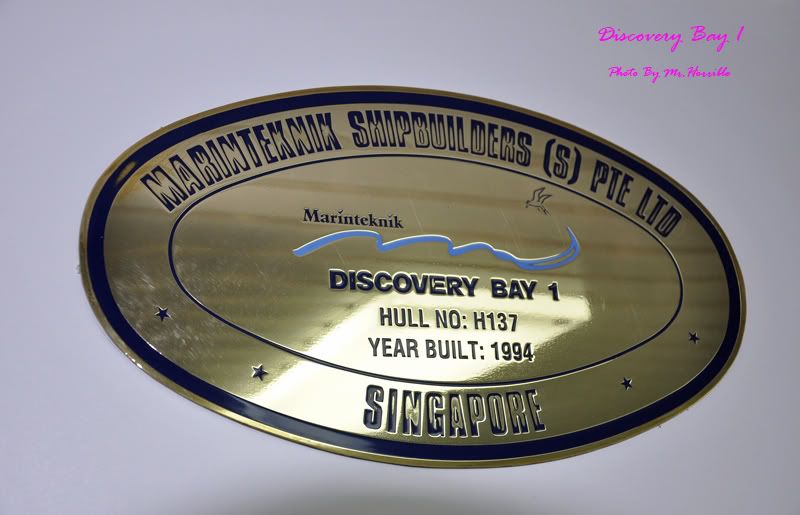 Discovery Bay 1
Photo By Mr.Horrible
MARINTEKNIK SHIPBUILDERS (S) PTE LTD
Marinteknik
DISCOVERY BAY 1
HULL NO: H137
YEAR BUILT: 1994
SINGAPORE